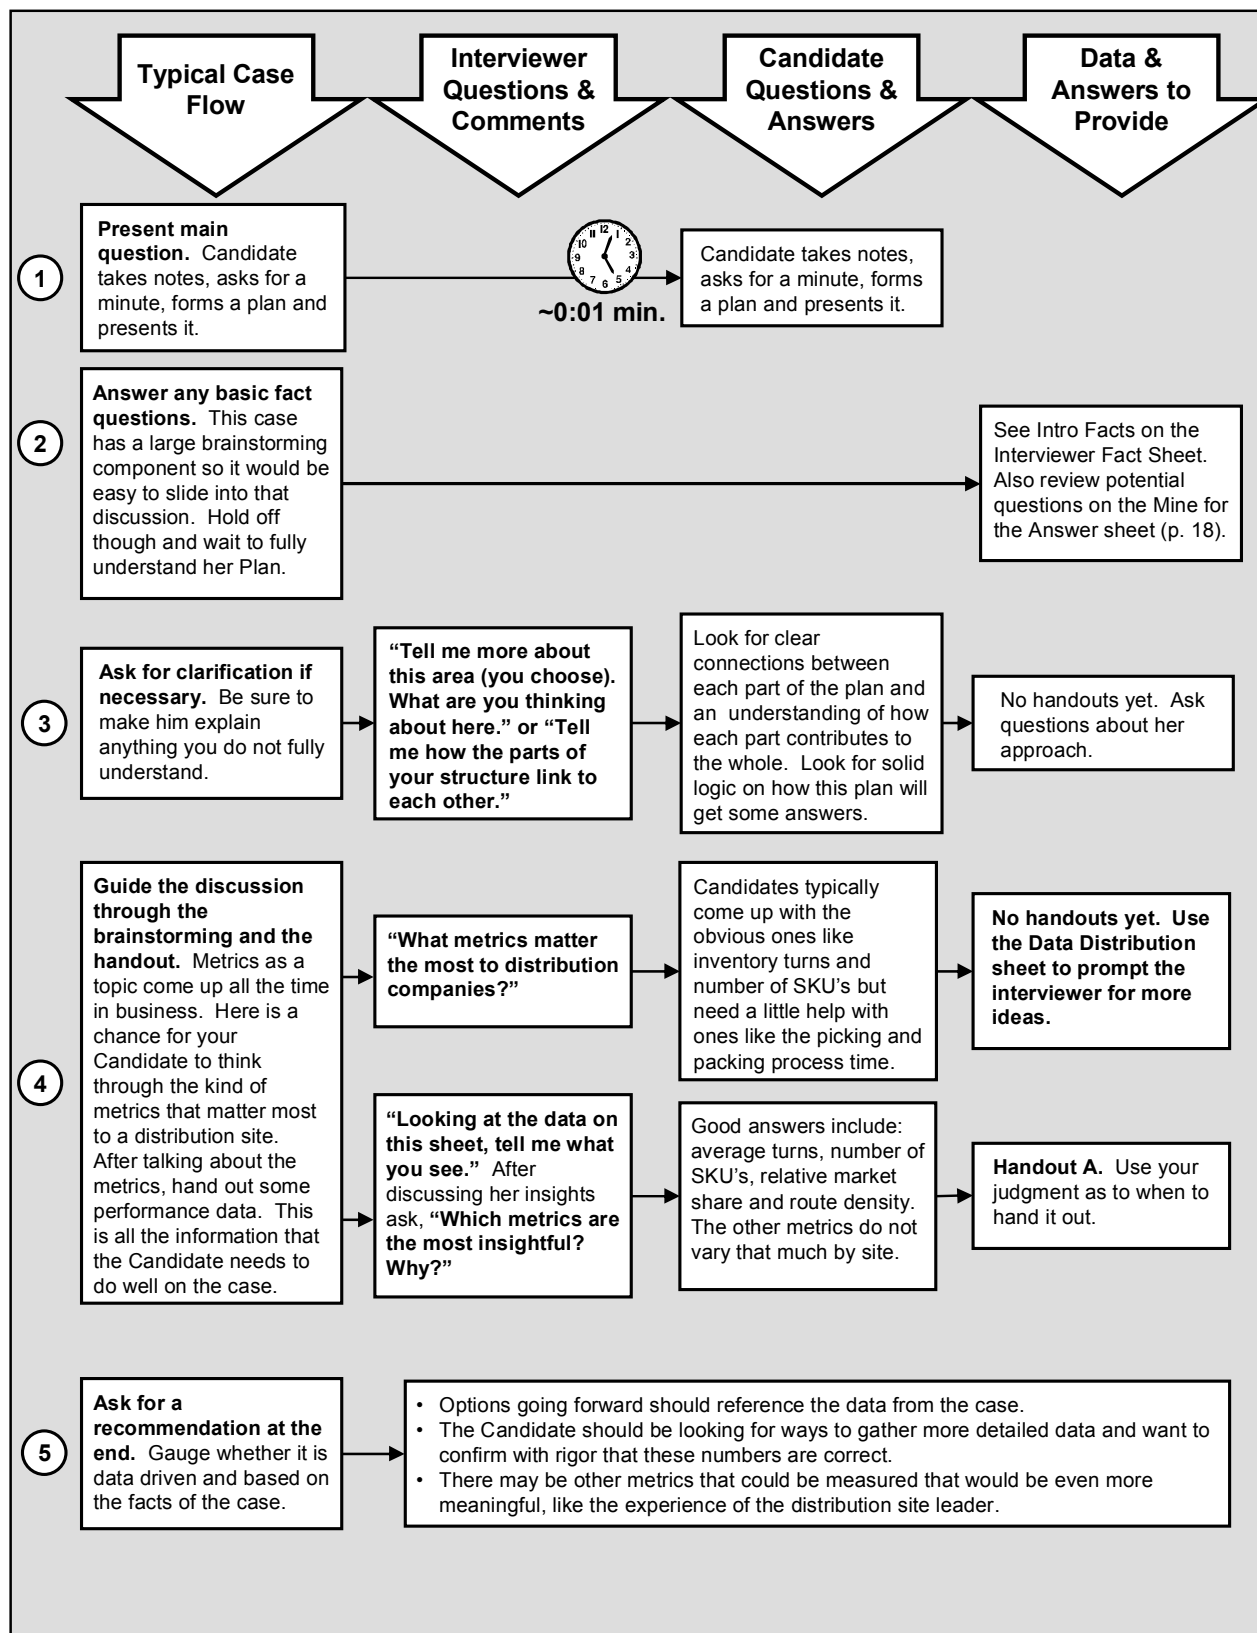 Typical Case
Flow
Interviewer
Questions &
Comments
Candidate
Questions &
Answers
Data &
Answers to
Provide
1
Present main
question.  Candidate
takes notes, asks for a
minute, forms a plan and
presents it.
11 12 1
10 2
9 3
8 4
7 6 5
~0:01 min.
Candidate takes notes,
asks for a minute, forms
a plan and presents it.
2
Answer any basic fact
questions.  This case
has a large brainstorming
component so it would be
easy to slide into that
discussion.  Hold off
though and wait to fully
understand her Plan.
See Intro Facts on the
Interviewer Fact Sheet.
Also review potential
questions on the Mine for
the Answer sheet (p. 18).
3
Ask for clarification if
necessary.  Be sure to
make him explain
anything you do not fully
understand.
“Tell me more about
this area (you choose).
What are you thinking
about here.” or “Tell
me how the parts of
your structure link to
each other.”
Look for clear
connections between
each part of the plan and
an  understanding of how
each part contributes to
the whole.  Look for solid
logic on how this plan will
get some answers.
No handouts yet.  Ask
questions about her
approach.
4
Guide the discussion
through the
brainstorming and the
handout.  Metrics as a
topic come up all the time
in business.  Here is a
chance for your
Candidate to think
through the kind of
metrics that matter most
to a distribution site.
After talking about the
metrics, hand out some
performance data.  This
is all the information that
the Candidate needs to
do well on the case.
“What metrics matter
the most to distribution
companies?”
Candidates typically
come up with the
obvious ones like
inventory turns and
number of SKU’s but
need a little help with
ones like the picking and
packing process time.
No handouts yet.  Use
the Data Distribution
sheet to prompt the
interviewer for more
ideas.
“Looking at the data on
this sheet, tell me what
you see.”  After
discussing her insights
ask, “Which metrics are
the most insightful?
Why?”
Good answers include:
average turns, number of
SKU’s, relative market
share and route density.
The other metrics do not
vary that much by site.
Handout A.  Use your
judgment as to when to
hand it out.
5
Ask for a
recommendation at the
end.  Gauge whether it is
data driven and based on
the facts of the case.
• Options going forward should reference the data from the case.
• The Candidate should be looking for ways to gather more detailed data and want to
confirm with rigor that these numbers are correct.
• There may be other metrics that could be measured that would be even more
meaningful, like the experience of the distribution site leader.